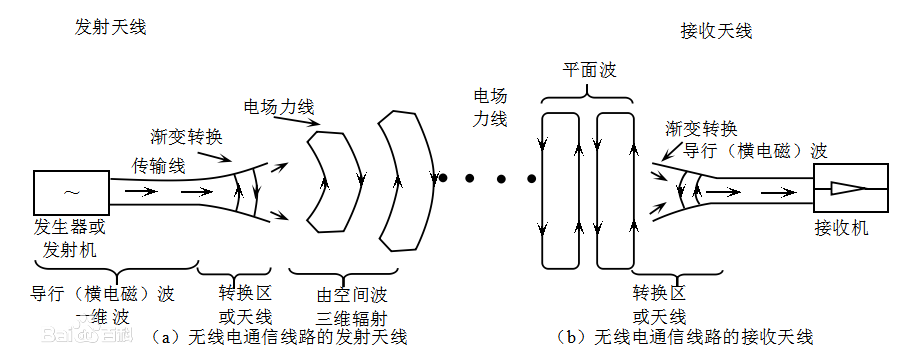 发射天线
接收天线
平面波
电场力线
电场
力线
渐变转换
传输线
渐变转换
导行（横电磁）波
~
发生器或
发射机
接收机
导行（横电磁）波
一维波
转换区
或天线
由空间波
三维辐射
转换区
或天线
Bai百科
（a）无线电通信线路的发射天线
（b）无线电通信线路的接收天线